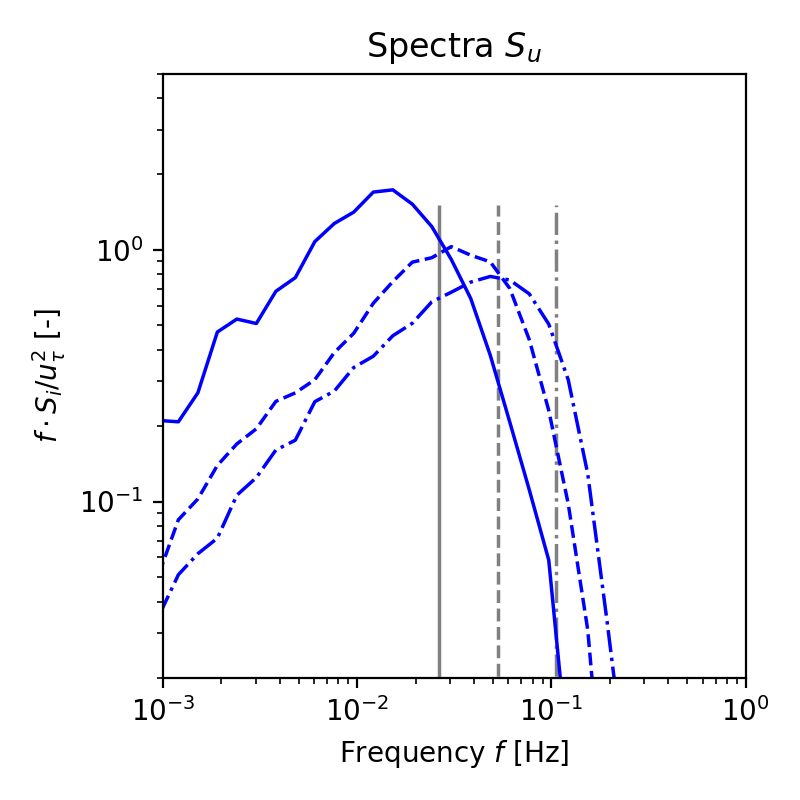 Spectra $S_u$
$f \cdot S_i/u_\tau^2$ [-]
$10^0$
$10^{-1}$
$10^{-3}$ $10^{-2}$ $10^{-1}$ $10^0$
Frequency $f$ [Hz]